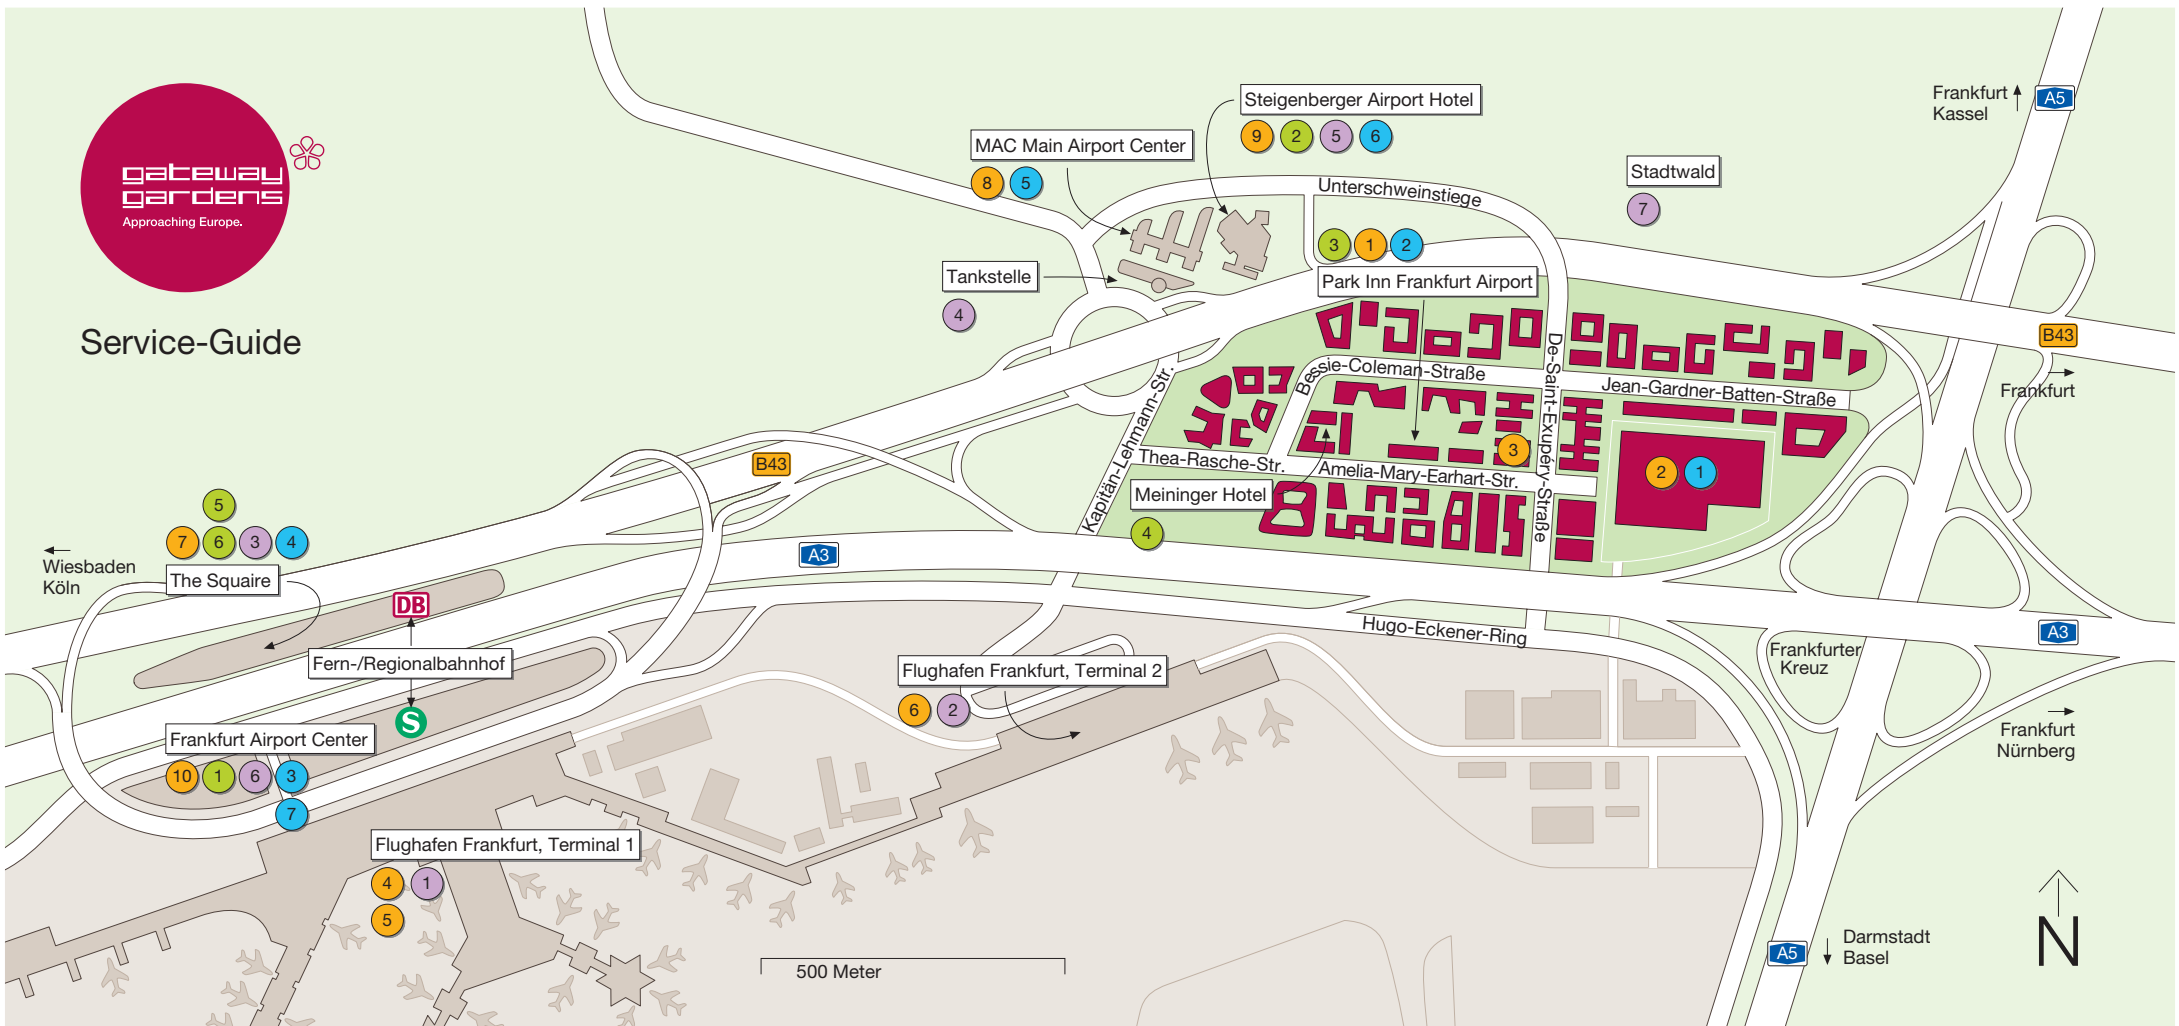 gateway
gardens
Approaching Europe.
Service-Guide
Steigenberger Airport Hotel
9 2 5 6
MAC Main Airport Center
8 5
Frankfurt
Kassel
A5
Stadtwald
7
Unterschweinstiege
3 1 2
Park Inn Frankfurt Airport
Tankstelle
4
B43
Frankfurt
Bessie-Coleman-Straße
Jean-Gardner-Batten-Straße
De-Saint-Exupéry-Straße
Kapitän-Lehmann-Str.
Thea-Rasche-Str.
Amelia-Mary-Earhart-Str.
3
2 1
Meininger Hotel
4
B43
A3
5
7 6 3 4
The Squaire
Wiesbaden
Köln
DB
Fern-/Regionalbahnhof
S
Hugo-Eckener-Ring
A3
Frankfurter
Kreuz
Flughafen Frankfurt, Terminal 2
6 2
Frankfurt Airport Center
10 1 6 3
7
Frankfurt
Nürnberg
Flughafen Frankfurt, Terminal 1
4 1
5
500 Meter
A5
Darmstadt
Basel
N